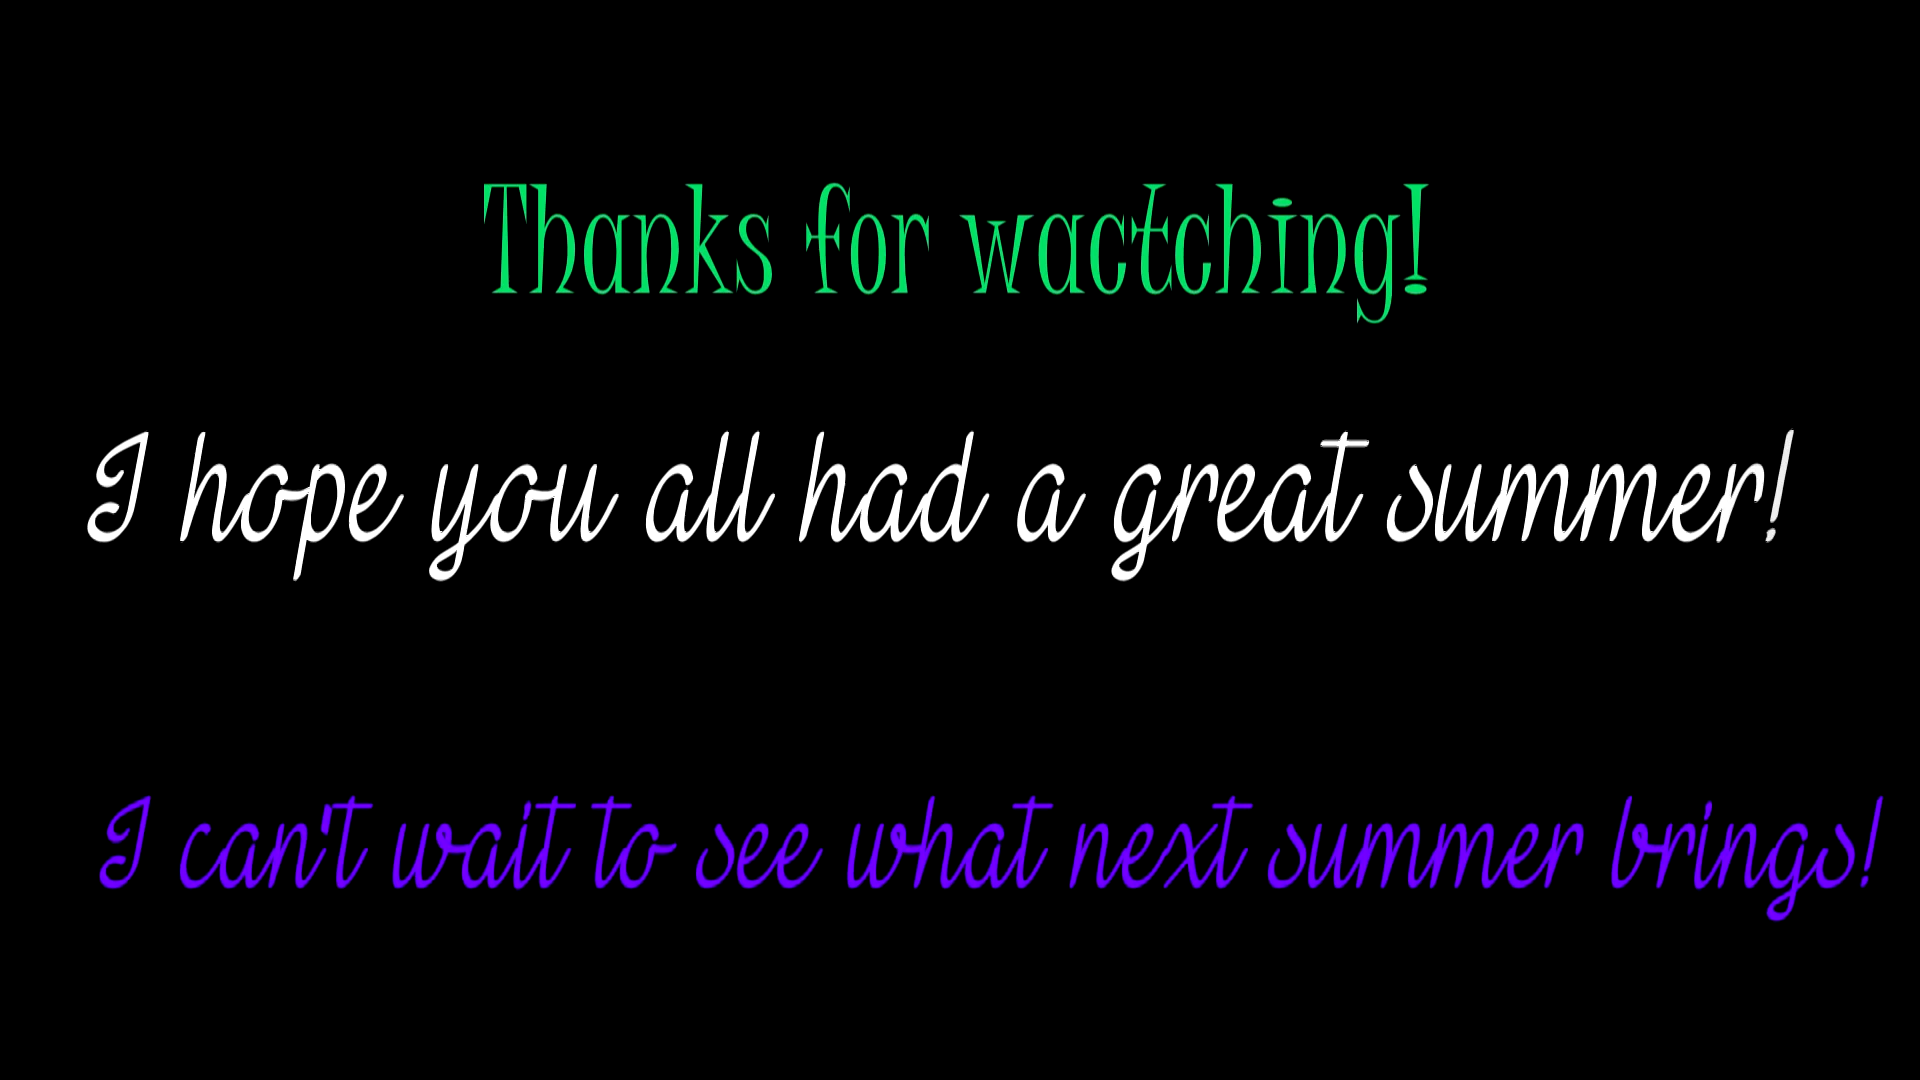 Thanks for wactching!
I hope you all had a great summer!
I can't wait to see what next summer brings!